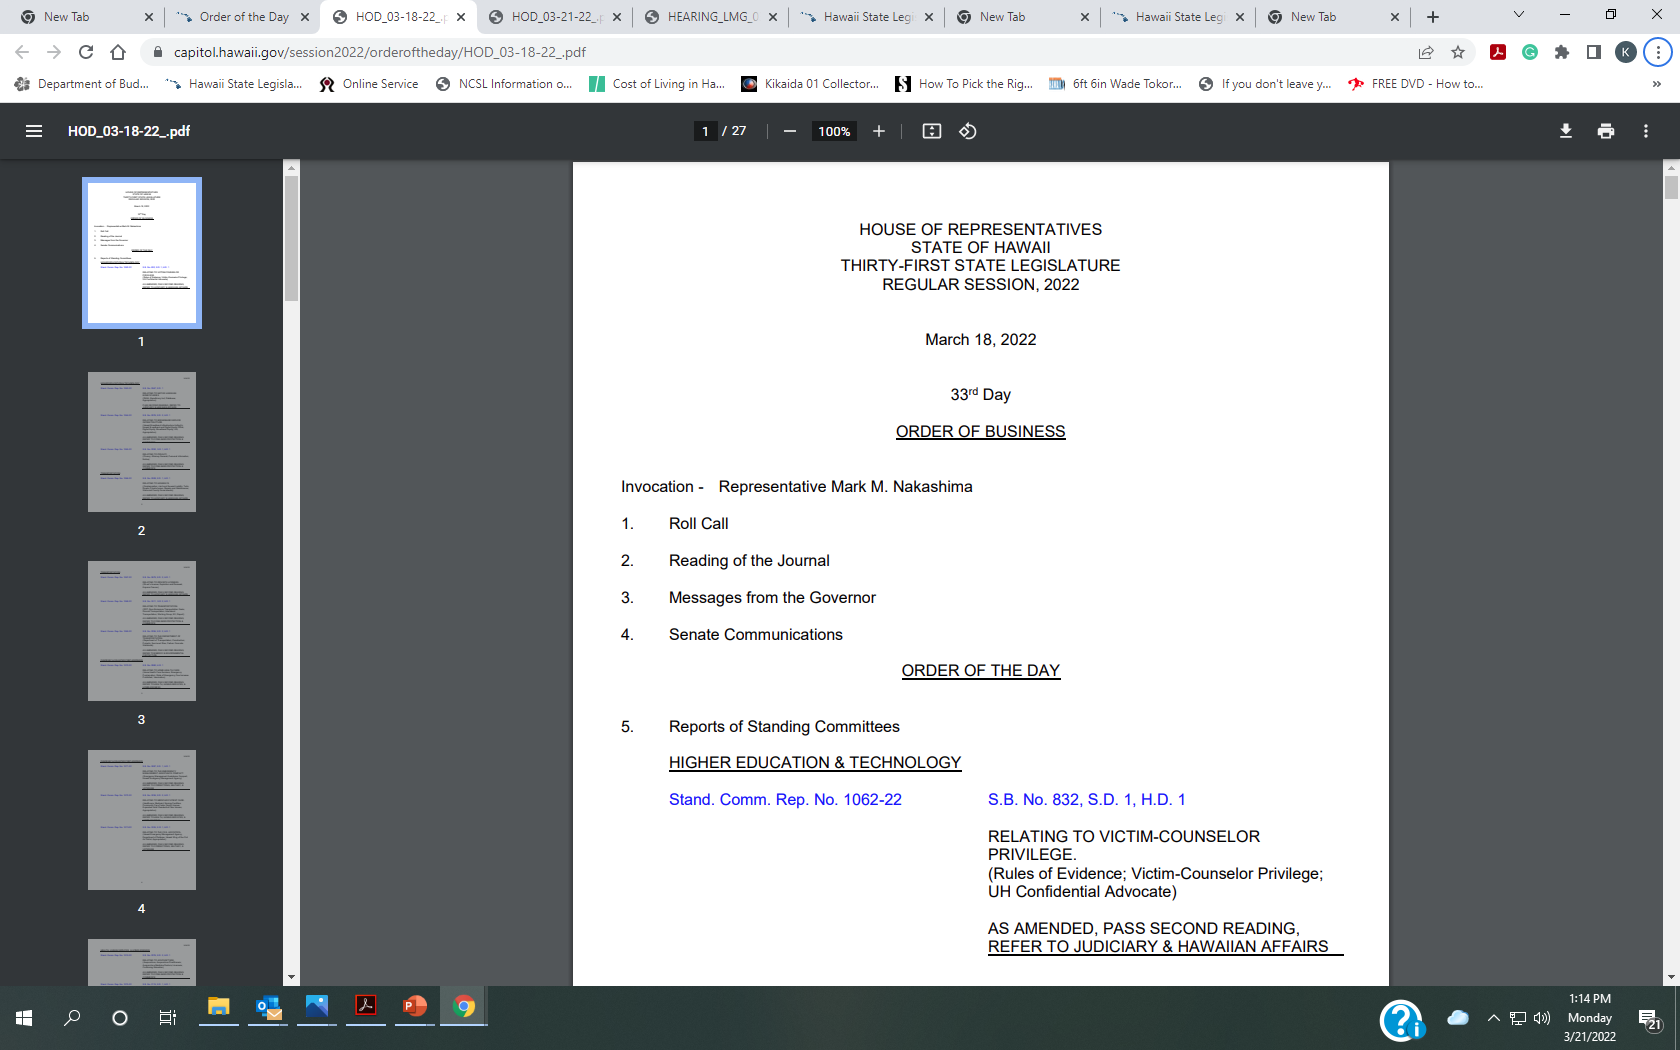 New Tab
Order of the Day
HOD_03-18-22_.p
HOD_03-21-22_.p
HEARING_LMG_0
Hawaii State Legi
New Tab
Hawaii State Legi
New Tab
capitol.hawaii.gov/session2022/orderoftheday/HOD_03-18-22_.pdf
K
Department of Bud...
Hawaii State Legisla...
Online Service
NCSL Information o...
Cost of Living in Ha...
Kikaida 01 Collector...
How To Pick the Rig...
6ft 6in Wade Tokor...
If you don't leave y...
FREE DVD - How to...
HOD_03-18-22_.pdf
1 / 27
100%
1
2
3
4
HOUSE OF REPRESENTATIVES
STATE OF HAWAII
THIRTY-FIRST STATE LEGISLATURE
REGULAR SESSION, 2022
March 18, 2022
33rd Day
ORDER OF BUSINESS
Invocation - Representative Mark M. Nakashima
1. Roll Call
2. Reading of the Journal
3. Messages from the Governor
4. Senate Communications
ORDER OF THE DAY
5. Reports of Standing Committees
HIGHER EDUCATION & TECHNOLOGY
Stand. Comm. Rep. No. 1062-22 S.B. No. 832, S.D. 1, H.D. 1
RELATING TO VICTIM-COUNSELOR
PRIVILEGE.
(Rules of Evidence; Victim-Counselor Privilege;
UH Confidential Advocate)
AS AMENDED, PASS SECOND READING,
REFER TO JUDICIARY & HAWAIIAN AFFAIRS
1:14 PM
Monday
3/21/2022
21